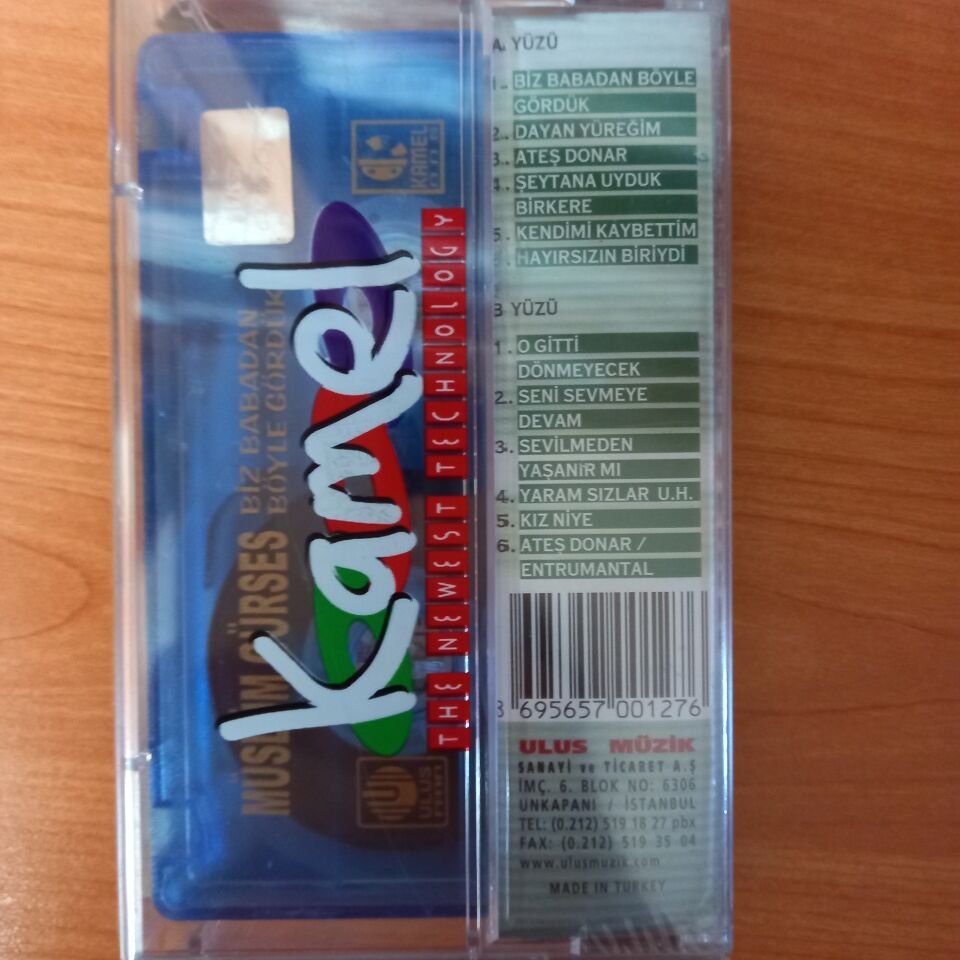 MÜSLÜM GÜRSES
BİZ BABADAN
BÖYLE GÖRDÜK
Kamel
THE NEWEST TECHNOLOGY
KAMEL
ULUS
A. YÜZÜ
1. BİZ BABADAN BÖYLE
GÖRDÜK
2. DAYAN YÜREĞİM
3. ATEŞ DONAR
4. ŞEYTANA UYDUK
BİRKERE
5. KENDİMİ KAYBETTİM
HAYIRSIZIN BİRİYDİ
B YÜZÜ
1. O GİTTİ
DÖNMEYECEK
2. SENİ SEVMEYE
DEVAM
3. SEVİLMEDEN
YAŞANIR MI
4. YARAM SIZLAR U.H.
5. KIZ NİYE
6. ATEŞ DONAR /
ENTRUMANTAL
8 695657 001276
ULUS MÜZİK
SANAYİ ve TİCARET A.Ş
İMÇ. 6. BLOK NO: 6306
UNKAPANI / İSTANBUL
TEL: (0.212) 519 18 27 pbx
FAX: (0.212) 519 35 04
www.ulusmuzik.com
MADE IN TURKEY